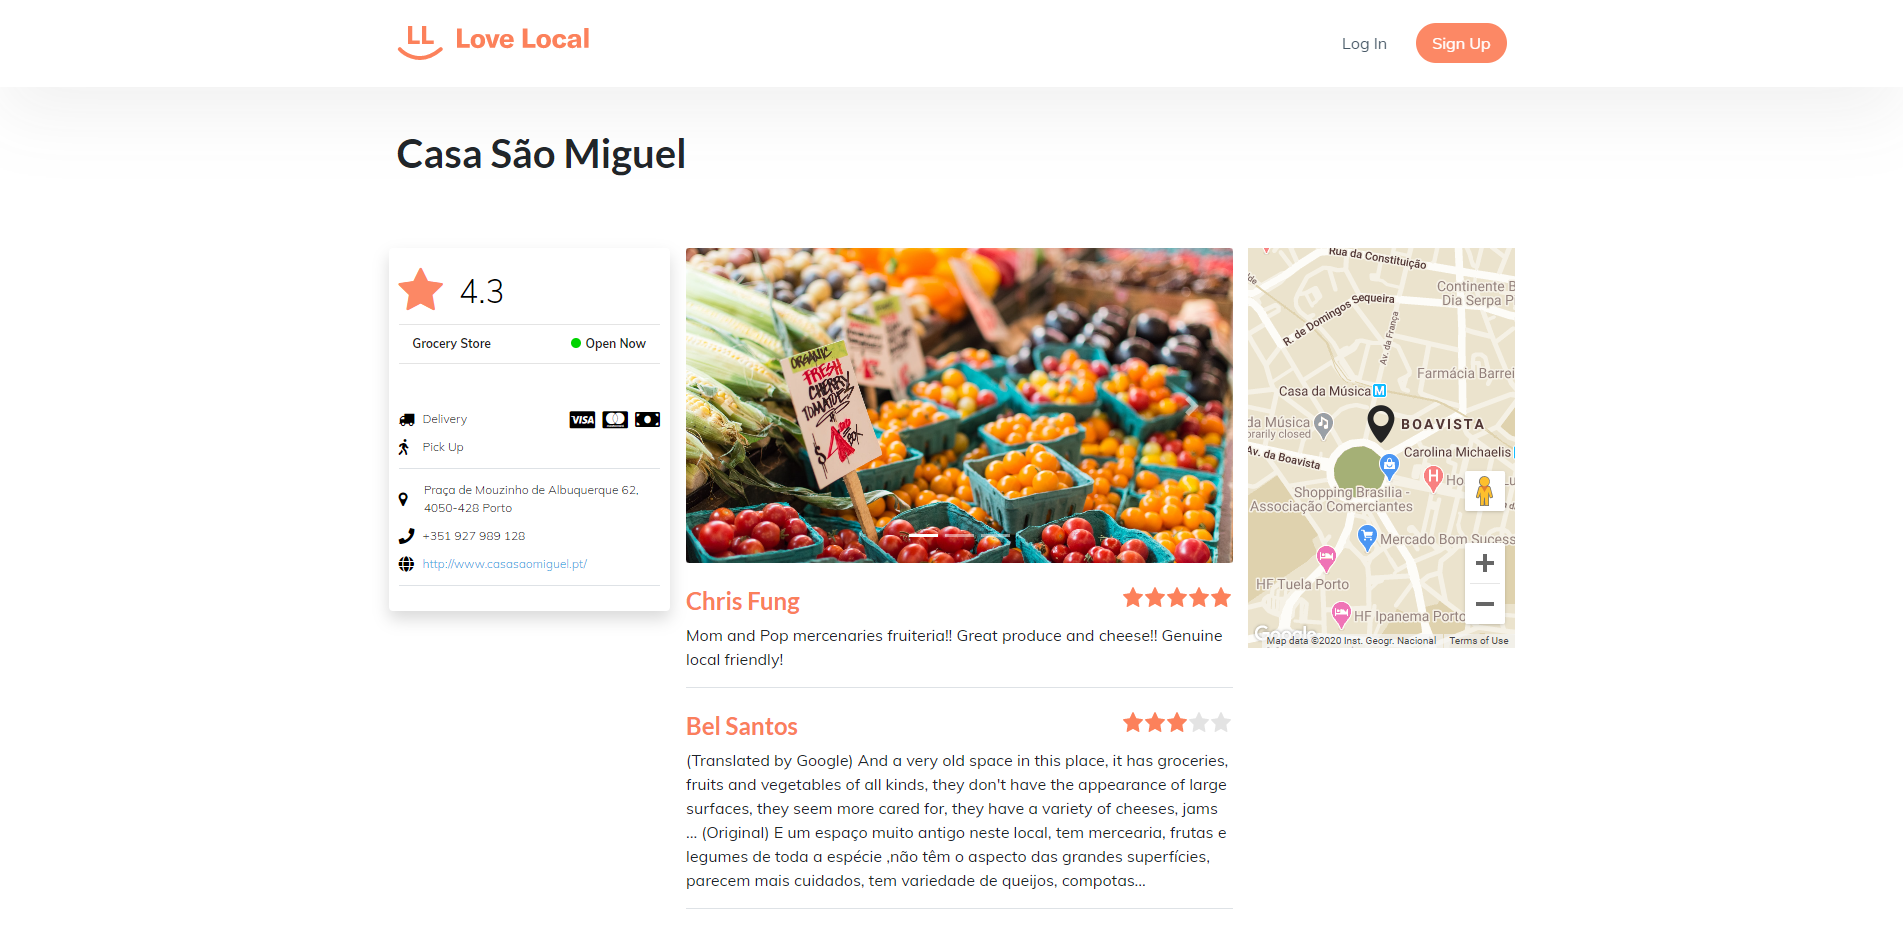 LL Love Local
Log In
Sign Up
Casa São Miguel
4.3
Grocery Store
Open Now
Delivery
VISA
Pick Up
Praça de Mouzinho de Albuquerque 62,
4050-428 Porto
+351 927 989 128
http://www.casasaomiguel.pt/
ORGANIC
FRESH
CHERRY
TOMATOES
$4
BOX
Chris Fung
Mom and Pop mercenaries fruiteria!! Great produce and cheese!! Genuine
local friendly!
Bel Santos
(Translated by Google) And a very old space in this place, it has groceries,
fruits and vegetables of all kinds, they don't have the appearance of large
surfaces, they seem more cared for, they have a variety of cheeses, jams
... (Original) E um espaço muito antigo neste local, tem mercearia, frutas e
legumes de toda a espécie ,não têm o aspecto das grandes superfícies,
parecem mais cuidados, tem variedade de queijos, compotas...
Rua da Constituição
Continente B
Dia Serpa P
R. de Domingos Sequeira
Av. da França
Farmácia Barrei
Casa da Música M
da Música
orarily closed
BOAVISTA
Av. da Boavista
Carolina Michaelis
H
Shopping Brasilia -
Associação Comerciantes
Mercado Bom Sucess
HF Tuela Porto
HF Ipanema Porto
Google
Map data ©2020 Inst. Geogr. Nacional
Terms of Use